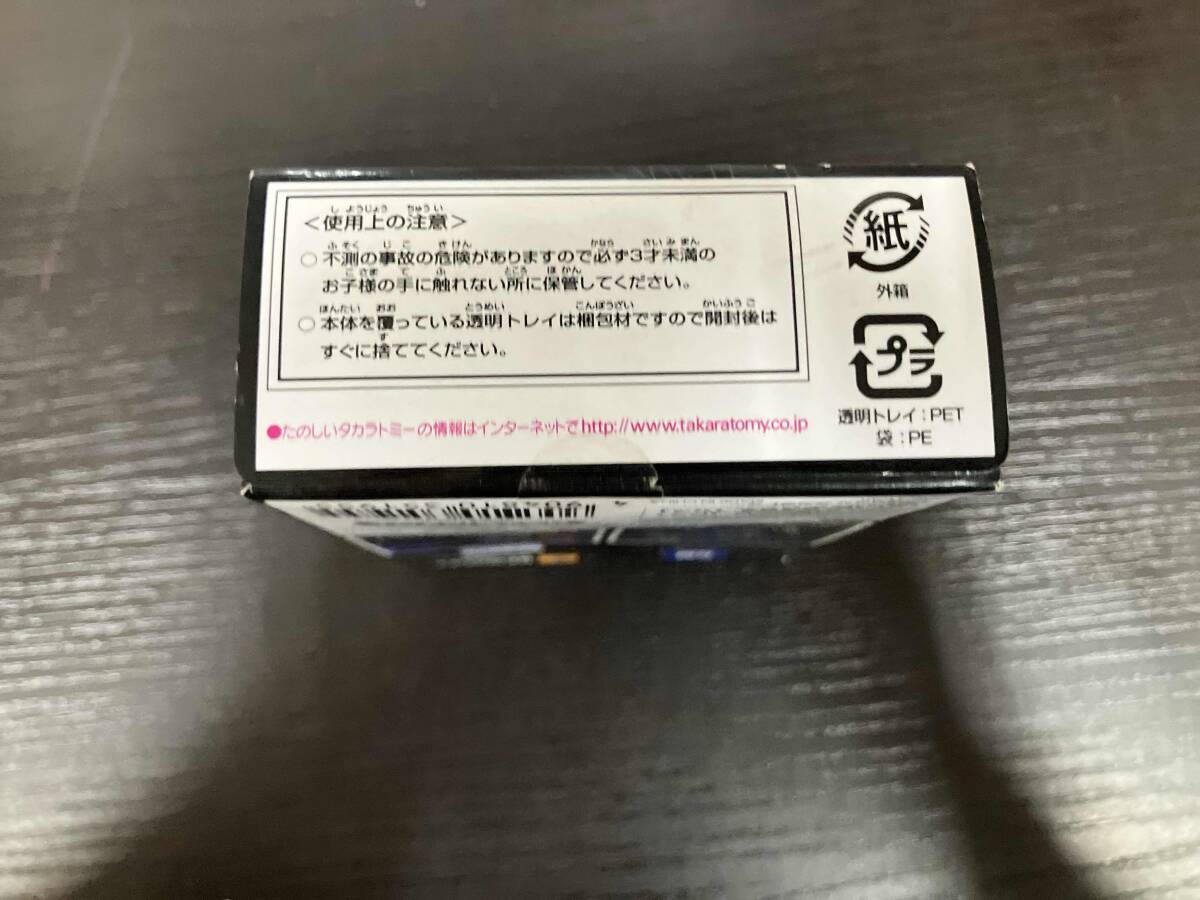 ＜使用上の注意＞
○不測の事故の危険がありますので必ず3才未満の
お子様の手に触れない所に保管してください。
○本体を覆っている透明トレイは梱包材ですので開封後は
すぐに捨ててください。
●たのしいタカラトミーの情報はインターネットでhttp://www.takaratomy.co.jp
紙
外箱
プラ
透明トレイ：PET
袋：PE